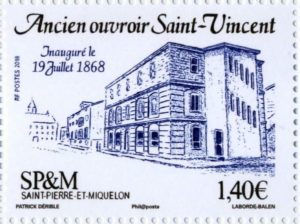 Ancien ouvroir Saint-Vincent
Inauguré le
19 Juillet 1868
RF POSTES 2018
SP&M
SAINT-PIERRE-ET-MIQUELON
1,40€
PATRICK DERIBLE
Phil@poste
LABORDE-BALEN